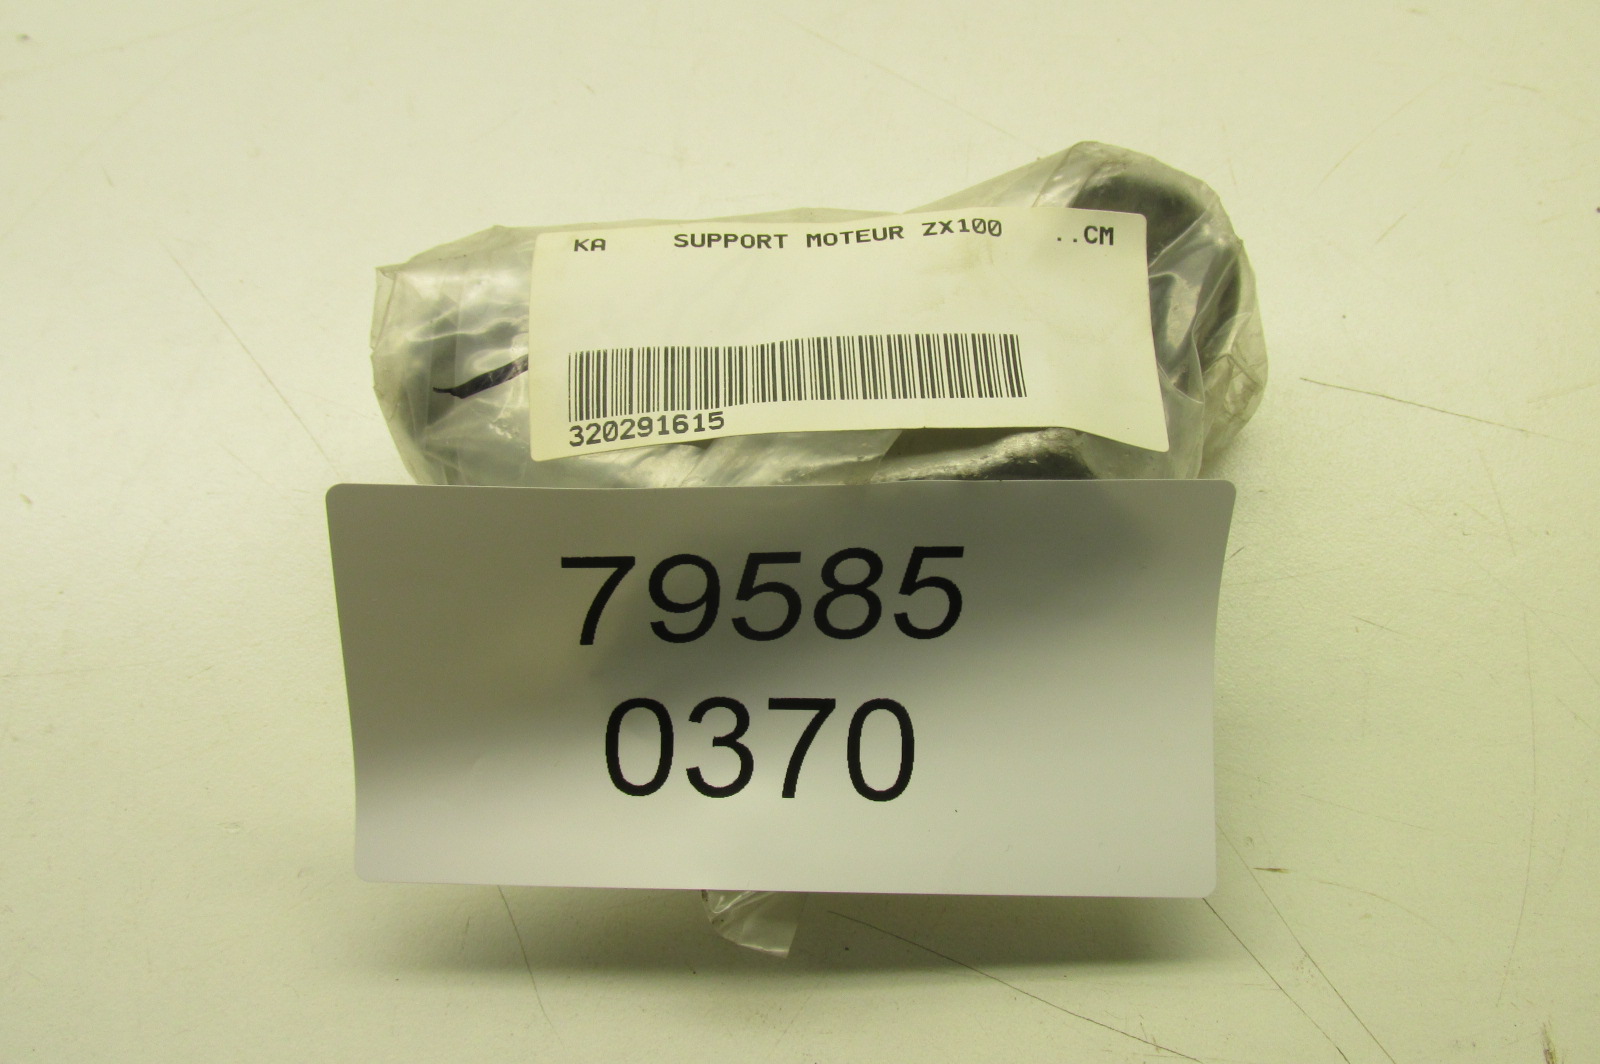 KA SUPPORT MOTEUR ZX100 ..CM
320291615
79585
0370